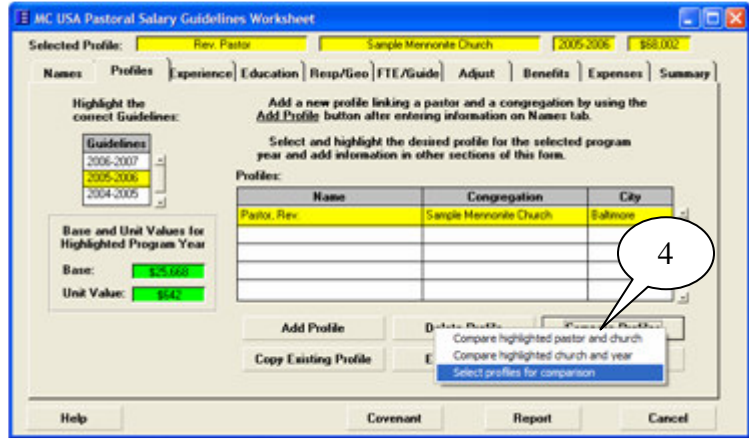 MC USA Pastoral Salary Guidelines Worksheet
Selected Profile: Rev. Pastor Sample Mennonite Church 2005-2006 $68,002
Names Profiles Experience Education Resp/Geo FTE/Guide Adjust Benefits Expenses Summary
Highlight the
correct Guidelines:
Guidelines
2006-2007
2005-2006
2004-2005
Base and Unit Values for
Highlighted Program Year
Base: $25,668
Unit Value: $642
Add a new profile linking a pastor and a congregation by using the
Add Profile button after entering information on Names tab.
Select and highlight the desired profile for the selected program
year and add information in other sections of this form.
Profiles:
Name Congregation City
Pastor, Rev. Sample Mennonite Church Baltimore
4
Add Profile
Copy Existing Profile
Compare highlighted pastor and church
Compare highlighted church and year
Select profiles for comparison
Help Covenant Report Cancel